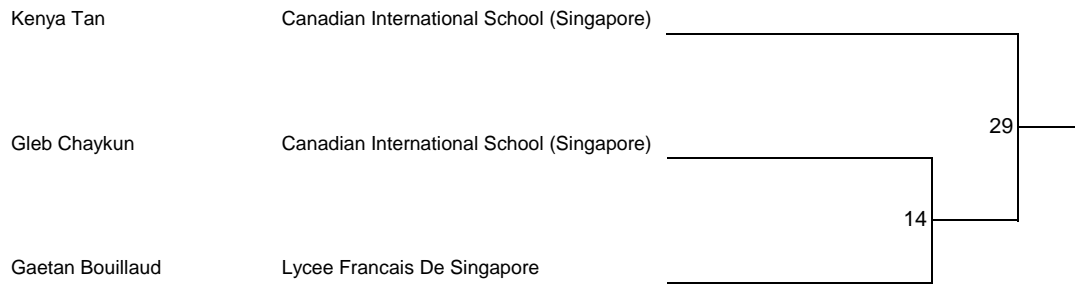 Kenya Tan Canadian International School (Singapore)
29
Gleb Chaykun Canadian International School (Singapore)
14
Gaetan Bouillaud Lycee Francais De Singapore